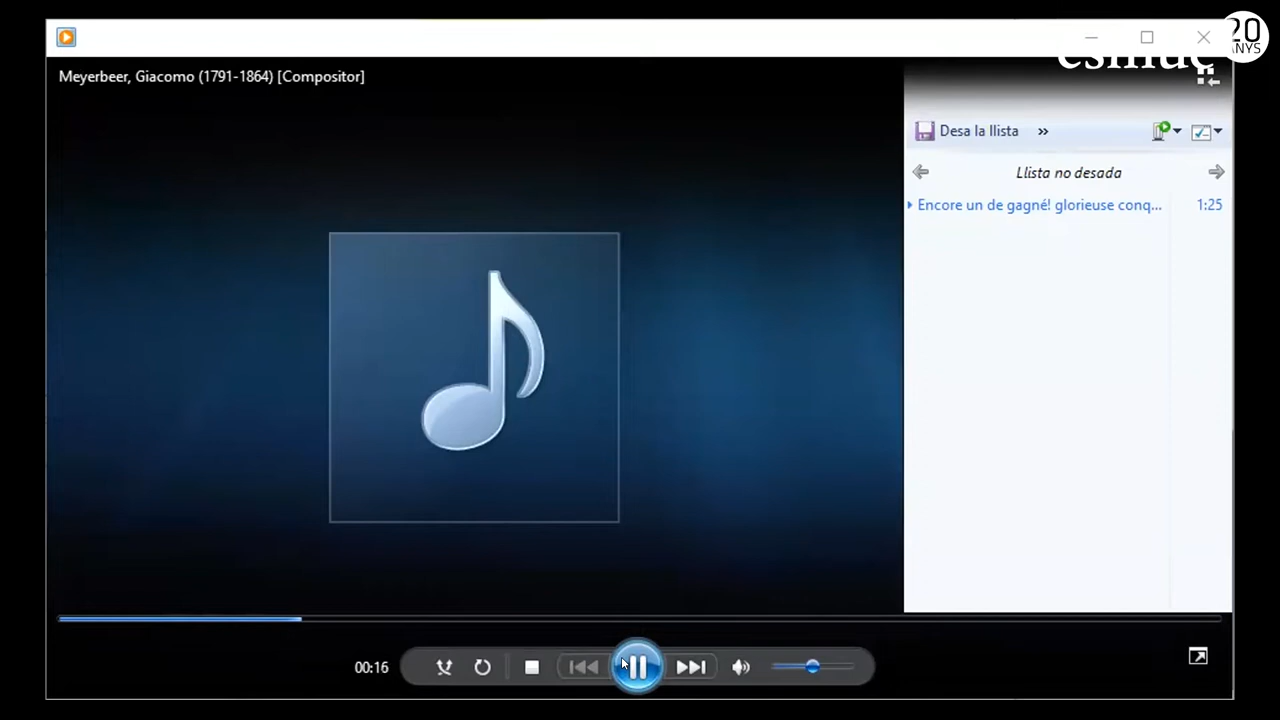 20
ANYS
esmuc
Meyerbeer, Giacomo (1791-1864) [Compositor]
Desa la llista »
Llista no desada
Encore un de gagné! glorieuse conq... 1:25
00:16